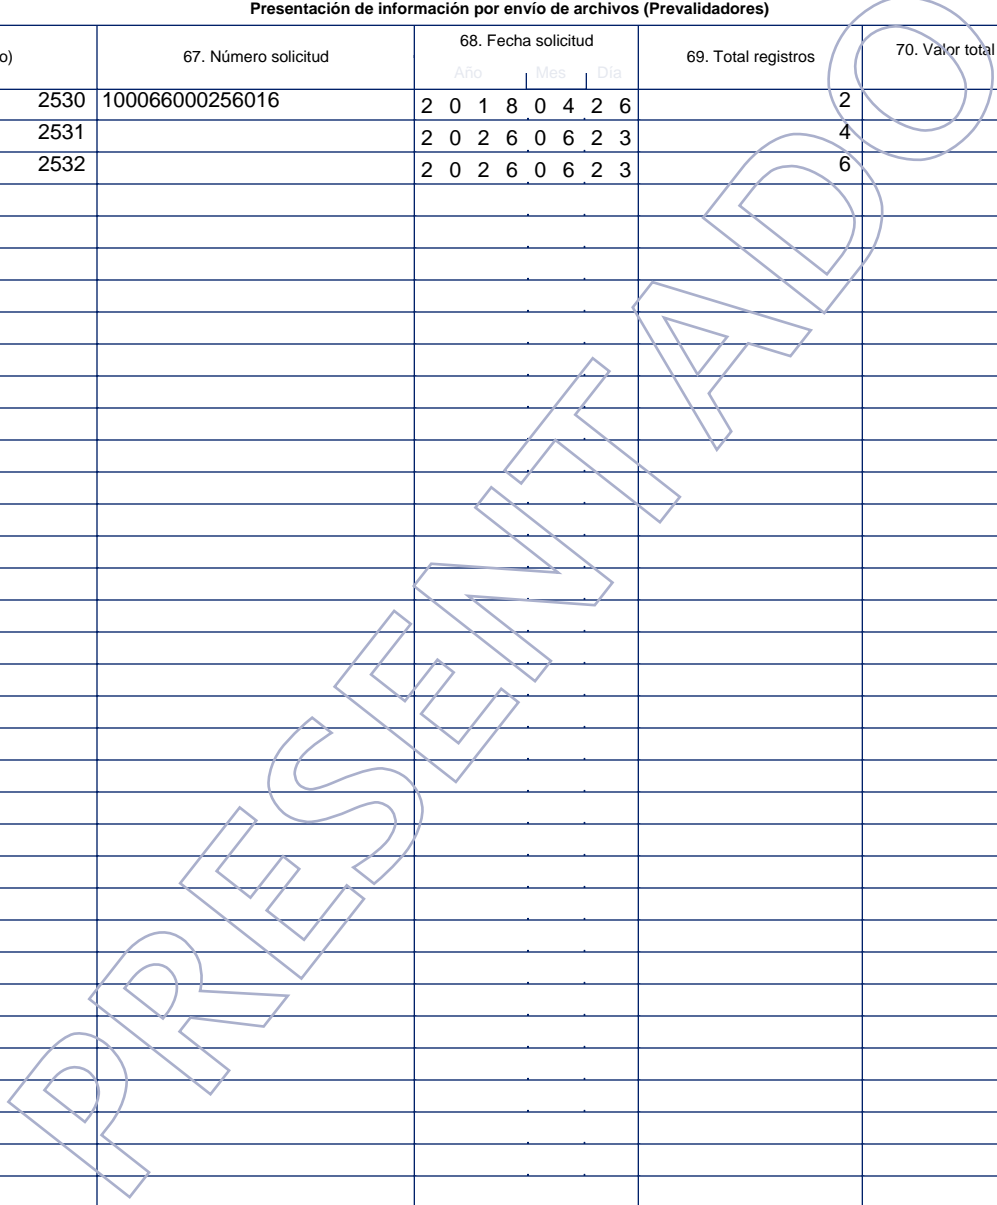 Presentación de información por envío de archivos (Prevalidadores)
o) 67. Número solicitud 68. Fecha solicitud 69. Total registros 70. Valor total
Año Mes Día
2530 100066000256016 2 0 1 8 0 4 2 6 2
2531 2 0 2 6 0 6 2 3 4
2532 2 0 2 6 0 6 2 3 6
PRESENTADO